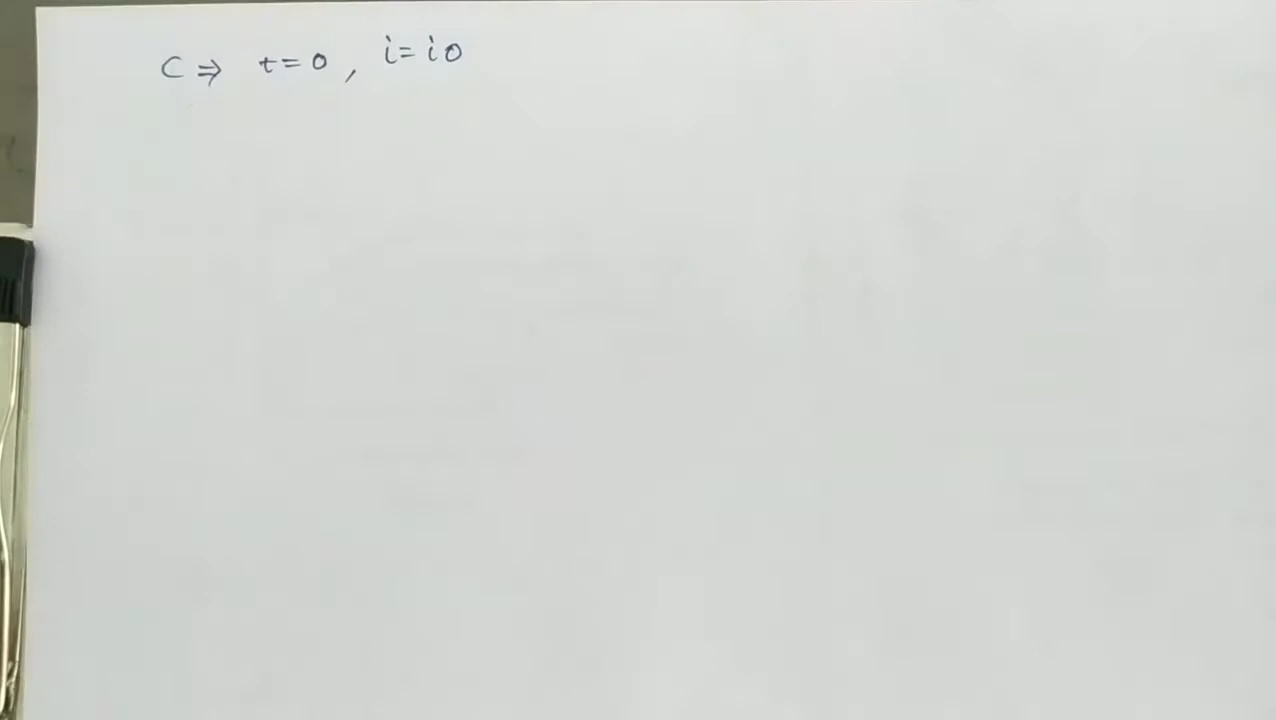 C ⇒ t=0, i=i0